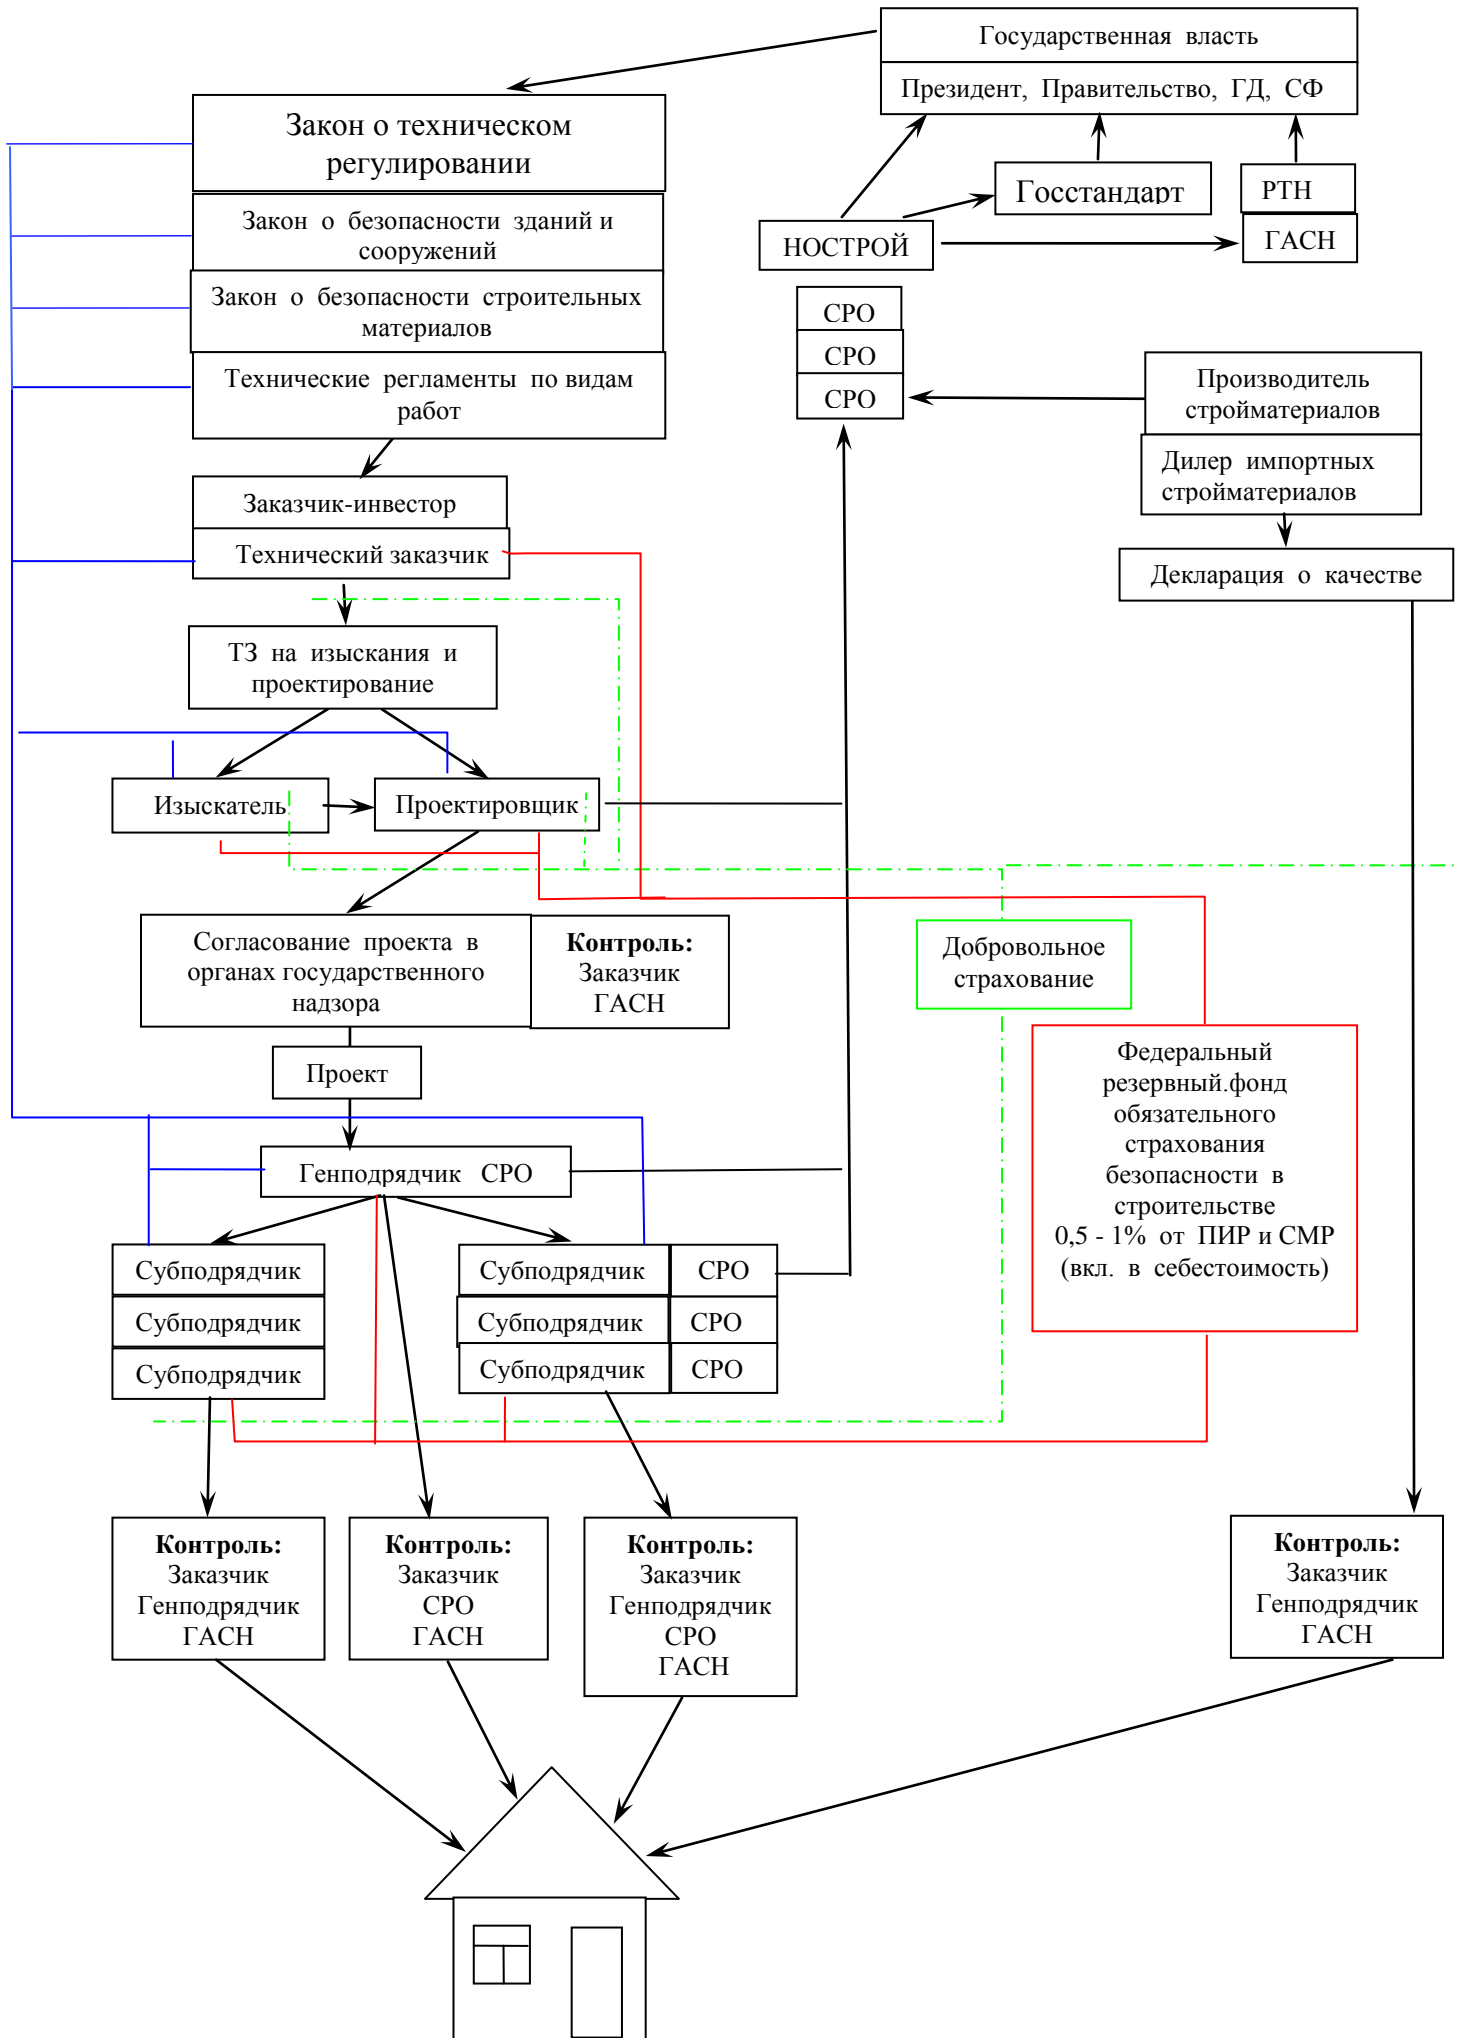 Государственная власть
Президент, Правительство, ГД, СФ
Закон о техническом
регулировании
Закон о безопасности зданий и
сооружений
Закон о безопасности строительных
материалов
Технические регламенты по видам
работ
Госстандарт
РТН
ГАСН
НОСТРОЙ
СРО
СРО
СРО
Производитель
стройматериалов
Дилер импортных
стройматериалов
Декларация о качестве
Заказчик-инвестор
Технический заказчик
ТЗ на изыскания и
проектирование
Изыскатель
Проектировщик
Согласование проекта в
органах государственного
надзора
Контроль:
Заказчик
ГАСН
Добровольное
страхование
Проект
Федеральный
резервный.фонд
обязательного
страхования
безопасности в
строительстве
0,5 - 1% от ПИР и СМР
(вкл. в себестоимость)
Генподрядчик СРО
Субподрядчик
Субподрядчик
Субподрядчик
Субподрядчик СРО
Субподрядчик СРО
Субподрядчик СРО
Контроль:
Заказчик
Генподрядчик
ГАСН
Контроль:
Заказчик
СРО
ГАСН
Контроль:
Заказчик
Генподрядчик
СРО
ГАСН
Контроль:
Заказчик
Генподрядчик
ГАСН